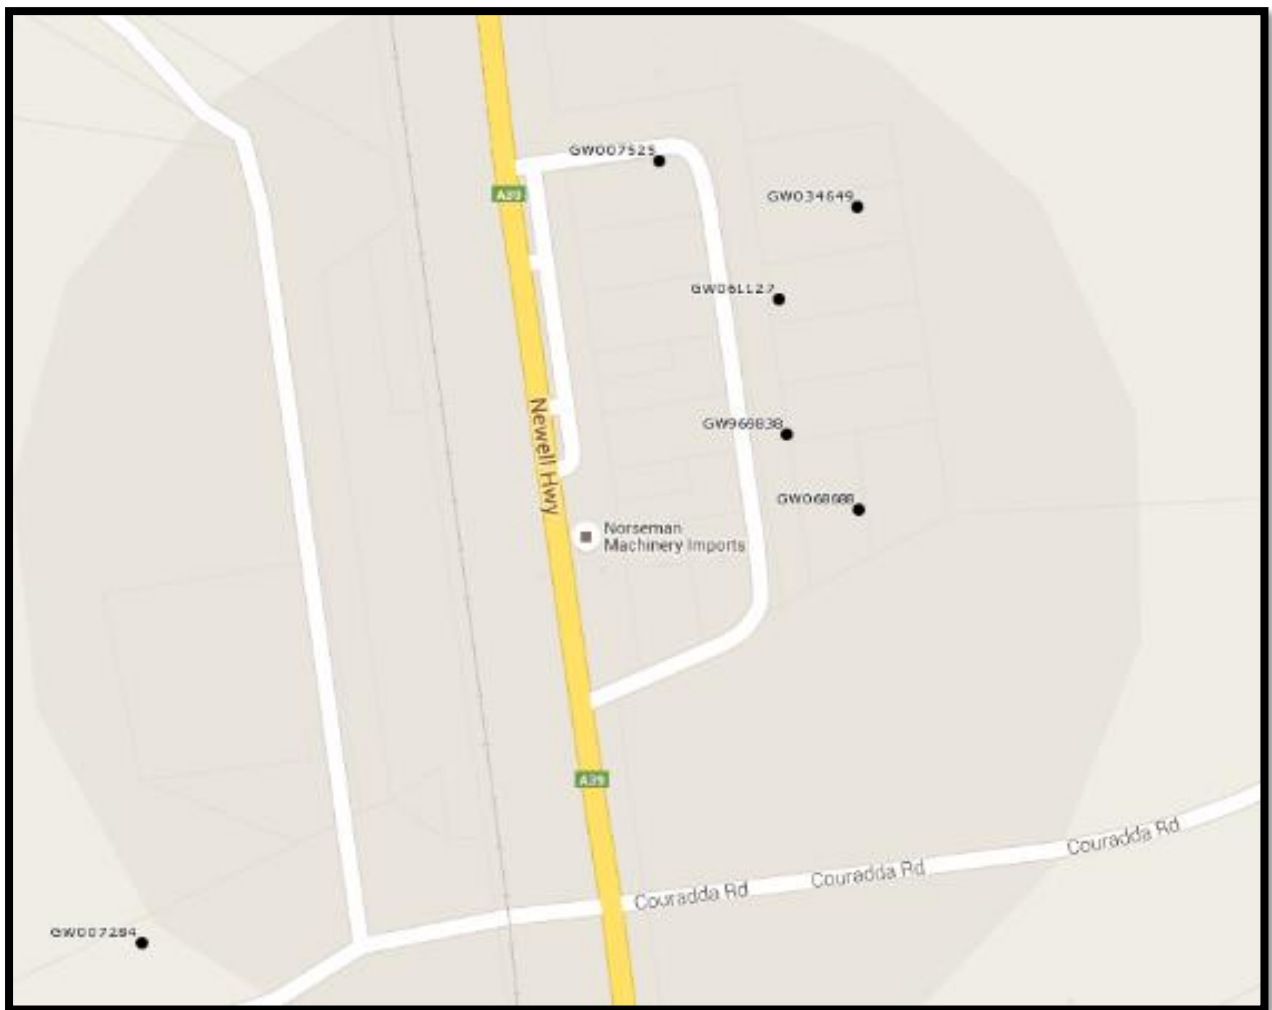 GW007525
A39
GW034649
GW061127
Newell Hwy
GW969838
GW068688
Norseman
Machinery Imports
A39
Couradda Rd
Couradda Rd
Couradda Rd
GW007284